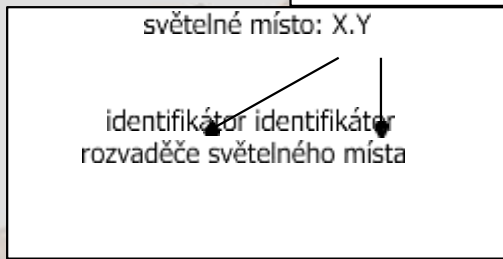 světelné místo: X.Y
identifikátor identifikátor
rozvaděče světelného místa